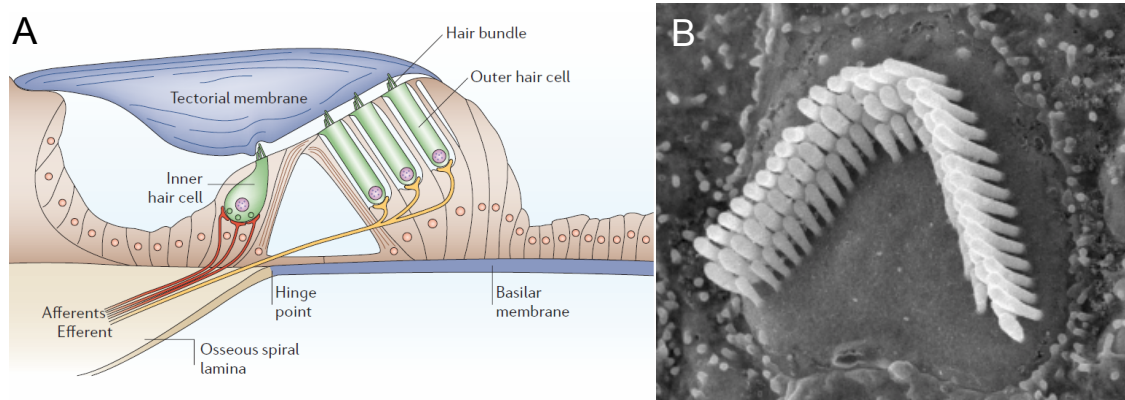 A
B
Hair bundle
Outer hair cell
Tectorial membrane
Inner
hair cell
Afferents
Efferent
Hinge
point
Basilar
membrane
Osseous spiral
lamina